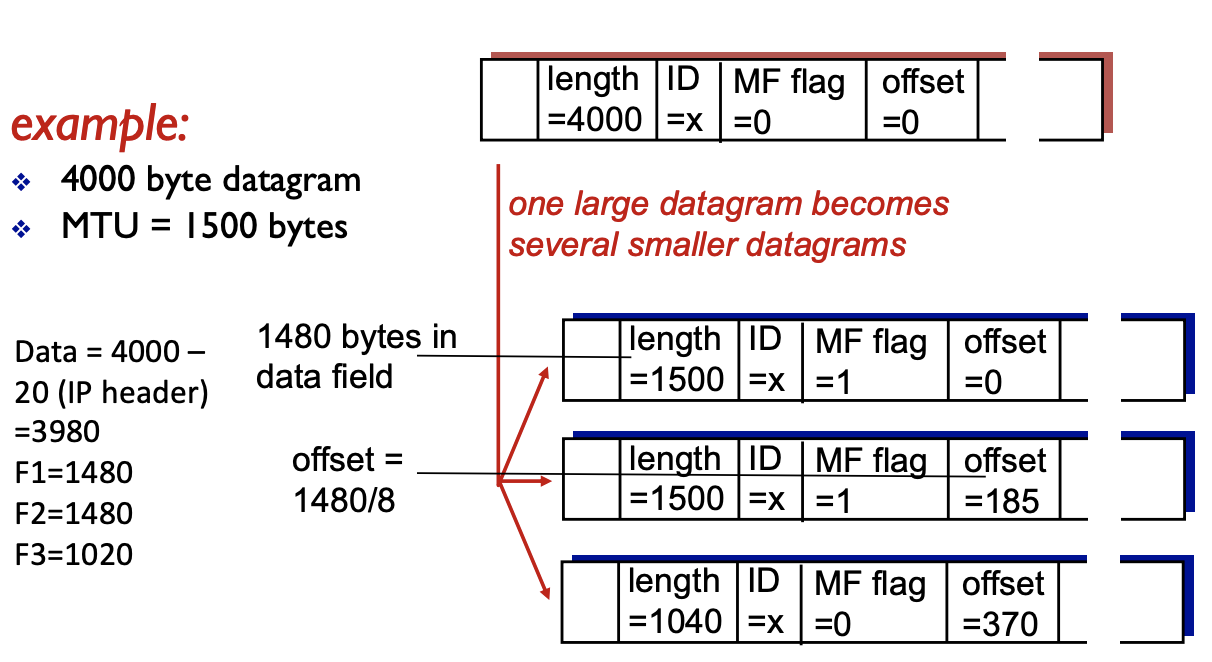 length ID MF flag offset
=4000 =x =0 =0
example:
4000 byte datagram
MTU = 1500 bytes
one large datagram becomes
several smaller datagrams
Data = 4000 –
20 (IP header)
=3980
F1=1480
F2=1480
F3=1020
1480 bytes in
data field
offset =
1480/8
length ID MF flag offset
=1500 =x =1 =0
length ID MF flag offset
=1500 =x =1 =185
length ID MF flag offset
=1040 =x =0 =370